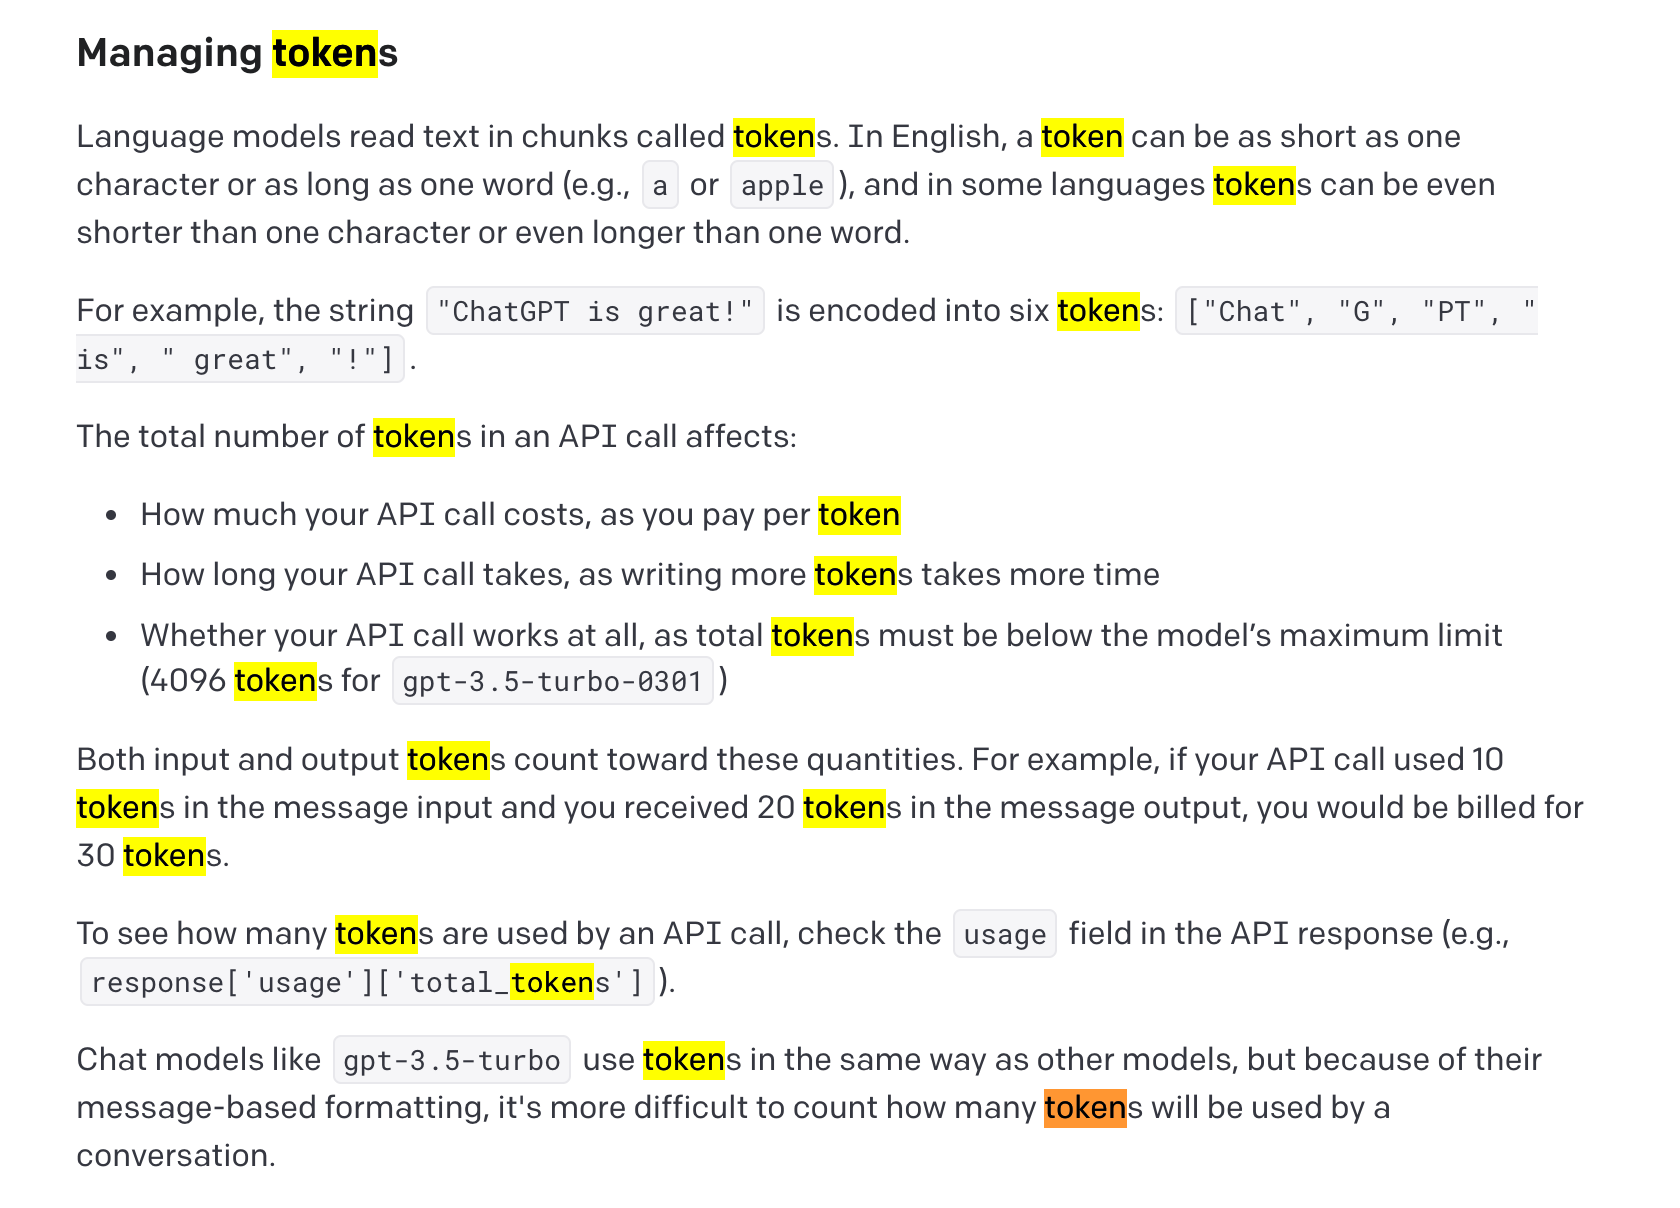 Managing tokens
Language models read text in chunks called tokens. In English, a token can be as short as one
character or as long as one word (e.g., a or apple ), and in some languages tokens can be even
shorter than one character or even longer than one word.
For example, the string "ChatGPT is great!" is encoded into six tokens: ["Chat", "G", "PT", "
is", " great", "!"] .
The total number of tokens in an API call affects:
• How much your API call costs, as you pay per token
• How long your API call takes, as writing more tokens takes more time
• Whether your API call works at all, as total tokens must be below the model’s maximum limit
(4096 tokens for gpt-3.5-turbo-0301 )
Both input and output tokens count toward these quantities. For example, if your API call used 10
tokens in the message input and you received 20 tokens in the message output, you would be billed for
30 tokens.
To see how many tokens are used by an API call, check the usage field in the API response (e.g.,
response['usage']['total_tokens'] ).
Chat models like gpt-3.5-turbo use tokens in the same way as other models, but because of their
message-based formatting, it's more difficult to count how many tokens will be used by a
conversation.